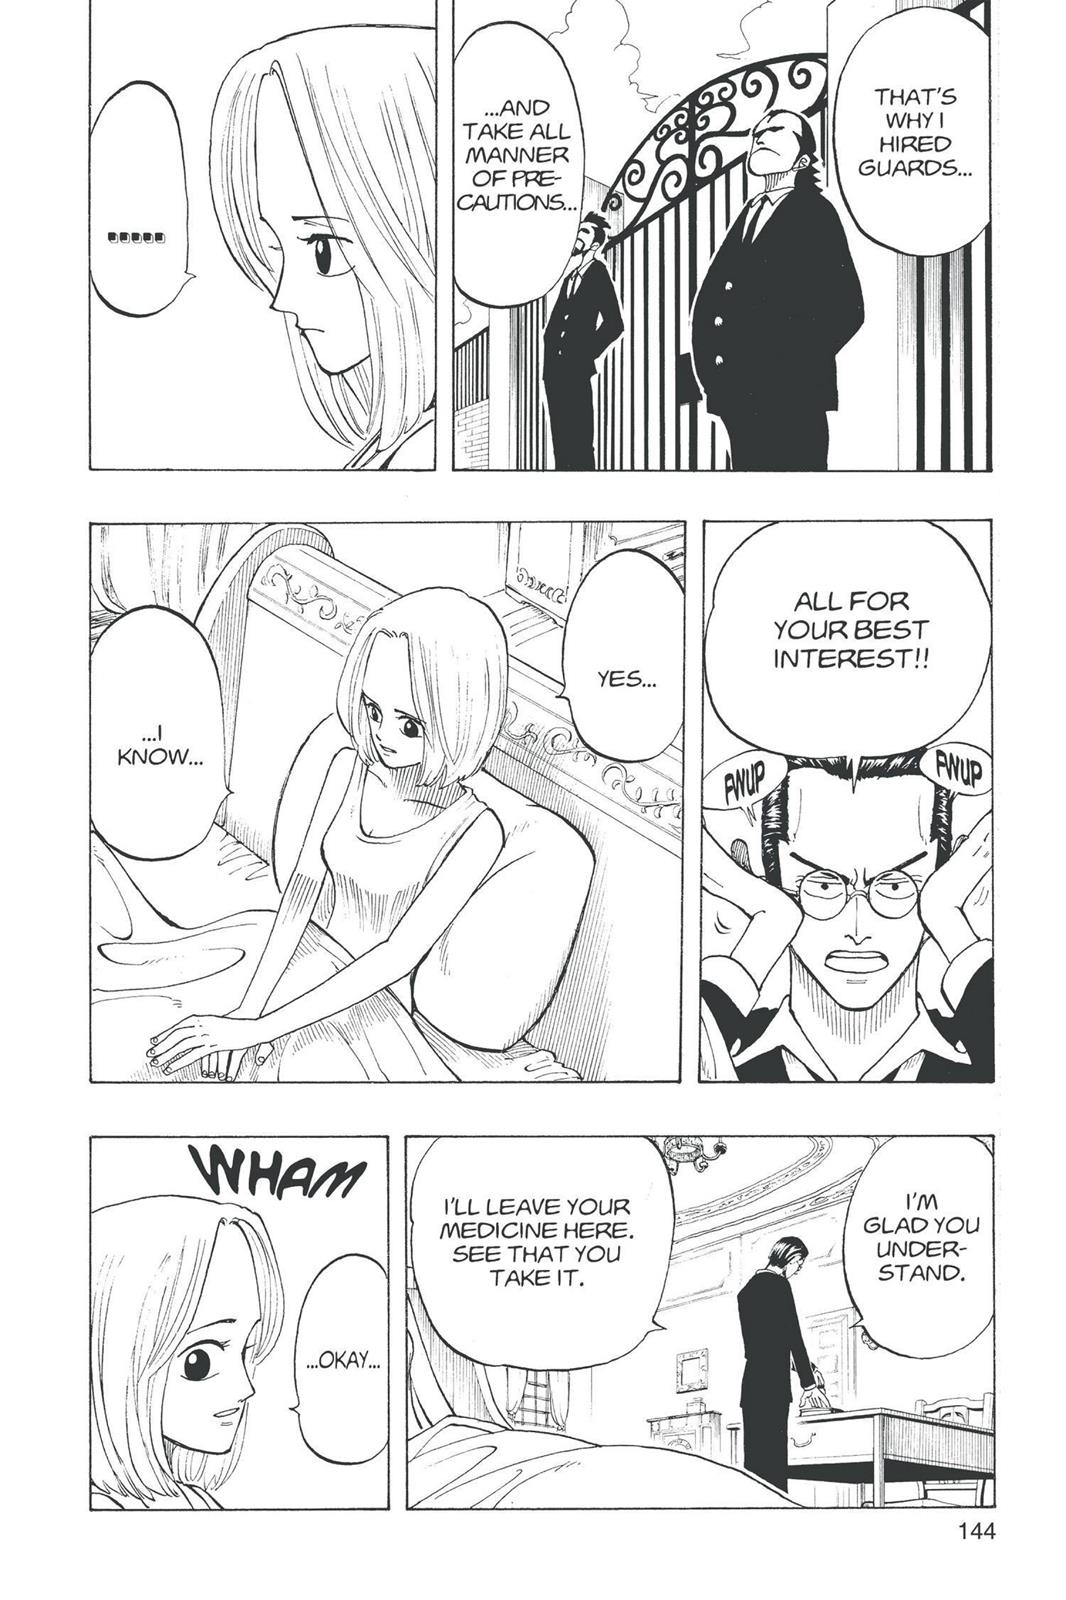 THAT'S
WHY I
HIRED
GUARDS...
...AND
TAKE ALL
MANNER
OF PRE-
CAUTIONS...
......
ALL FOR
YOUR BEST
INTEREST!!
FWUP
FWUP
YES...
...I
KNOW...
I'M
GLAD YOU
UNDER-
STAND.
I'LL LEAVE YOUR
MEDICINE HERE.
SEE THAT YOU
TAKE IT.
WHAM
...OKAY...
144